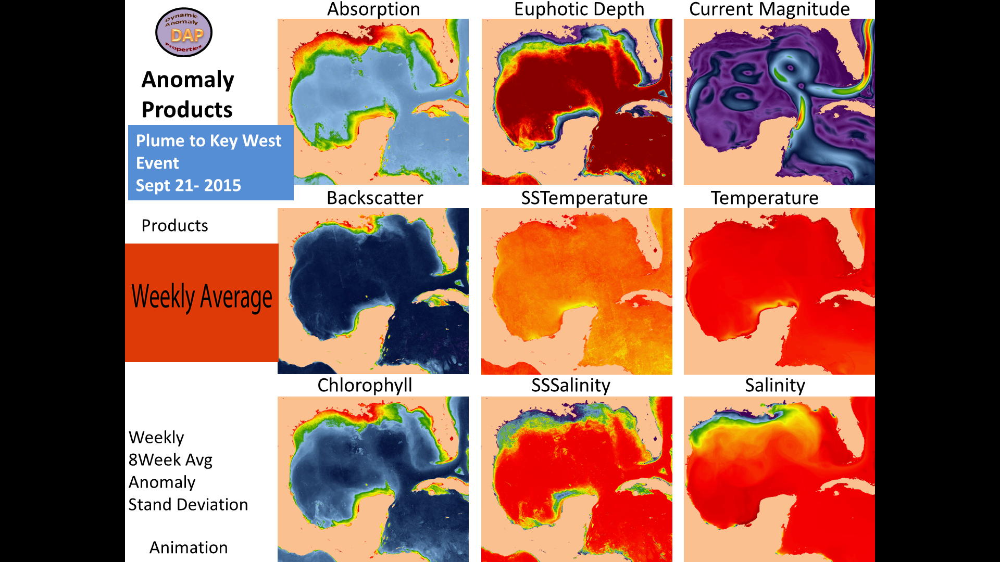 Dynamic
Anomaly
DAP
Properties
Anomaly
Products
Plume to Key West
Event
Sept 21- 2015
Products
Weekly Average
Weekly
8Week Avg
Anomaly
Stand Deviation
Animation
Absorption
Euphotic Depth
Current Magnitude
Backscatter
SSTemperature
Temperature
Chlorophyll
SSSalinity
Salinity